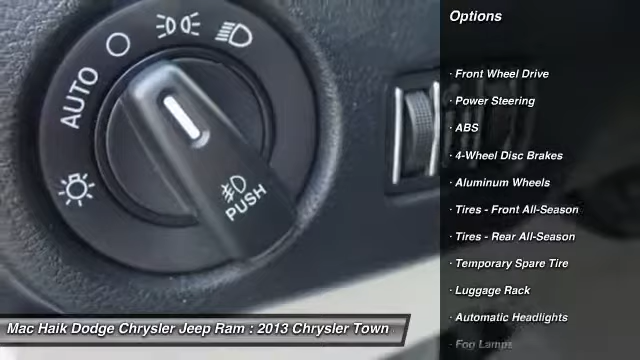 Options
· Front Wheel Drive
· Power Steering
· ABS
· 4-Wheel Disc Brakes
· Aluminum Wheels
· Tires - Front All-Season
· Tires - Rear All-Season
· Temporary Spare Tire
· Luggage Rack
· Automatic Headlights
· Fog Lamps
AUTO
PUSH
Mac Haik Dodge Chrysler Jeep Ram : 2013 Chrysler Town